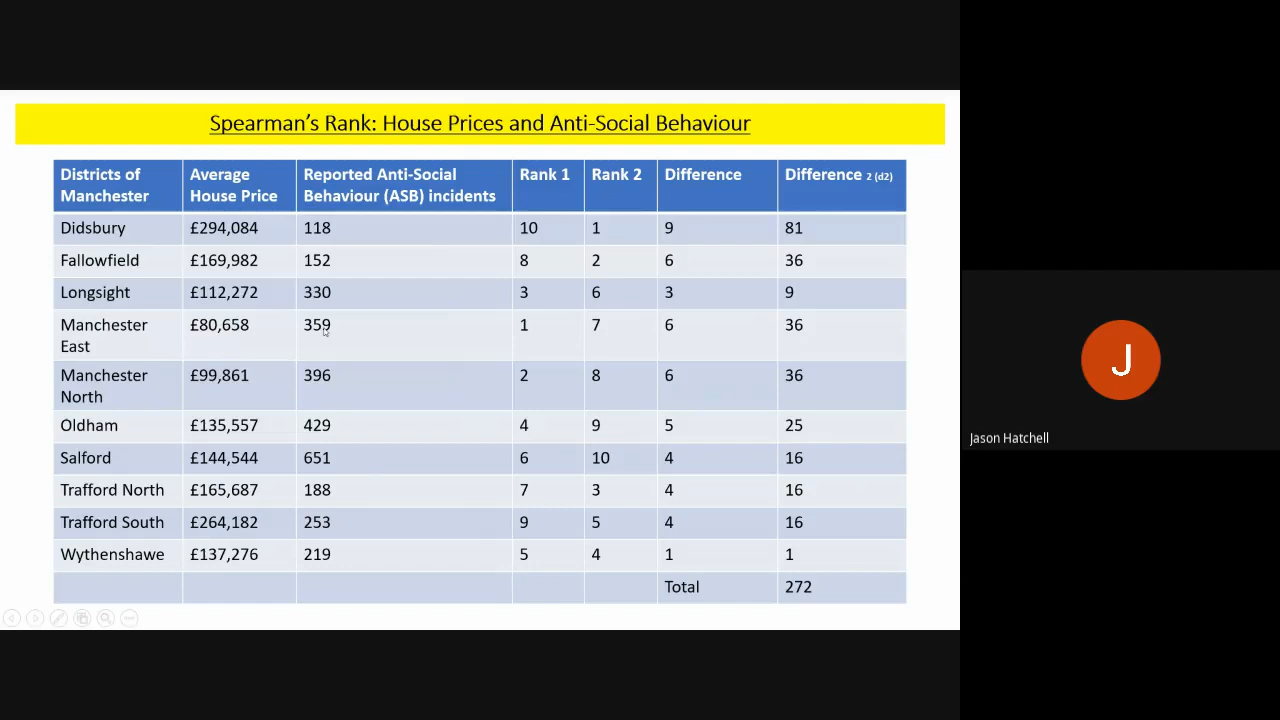 Spearman's Rank: House Prices and Anti-Social Behaviour
Districts of Manchester Average House Price Reported Anti-Social Behaviour (ASB) incidents Rank 1 Rank 2 Difference Difference 2 (d2)
Didsbury £294,084 118 10 1 9 81
Fallowfield £169,982 152 8 2 6 36
Longsight £112,272 330 3 6 3 9
Manchester East £80,658 359 1 7 6 36
Manchester North £99,861 396 2 8 6 36
Oldham £135,557 429 4 9 5 25
Salford £144,544 651 6 10 4 16
Trafford North £165,687 188 7 3 4 16
Trafford South £264,182 253 9 5 4 16
Wythenshawe £137,276 219 5 4 1 1
Total 272
J
Jason Hatchell